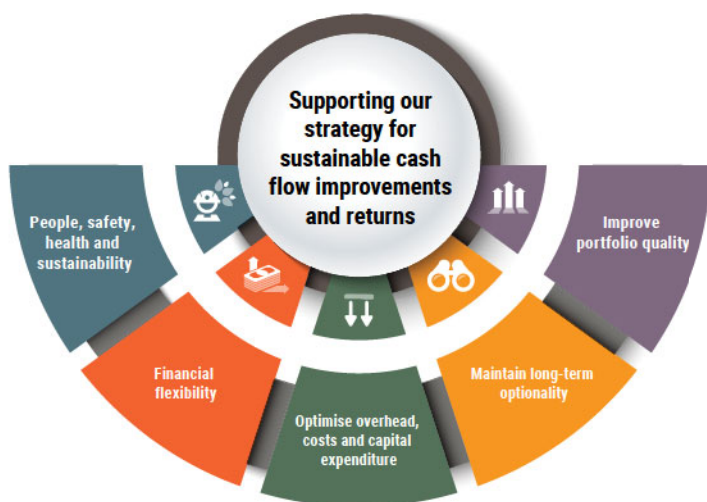 Supporting our
strategy for
sustainable cash
flow improvements
and returns
People, safety,
health and
sustainability
Financial
flexibility
Optimise overhead,
costs and capital
expenditure
Maintain long-term
optionality
Improve
portfolio quality